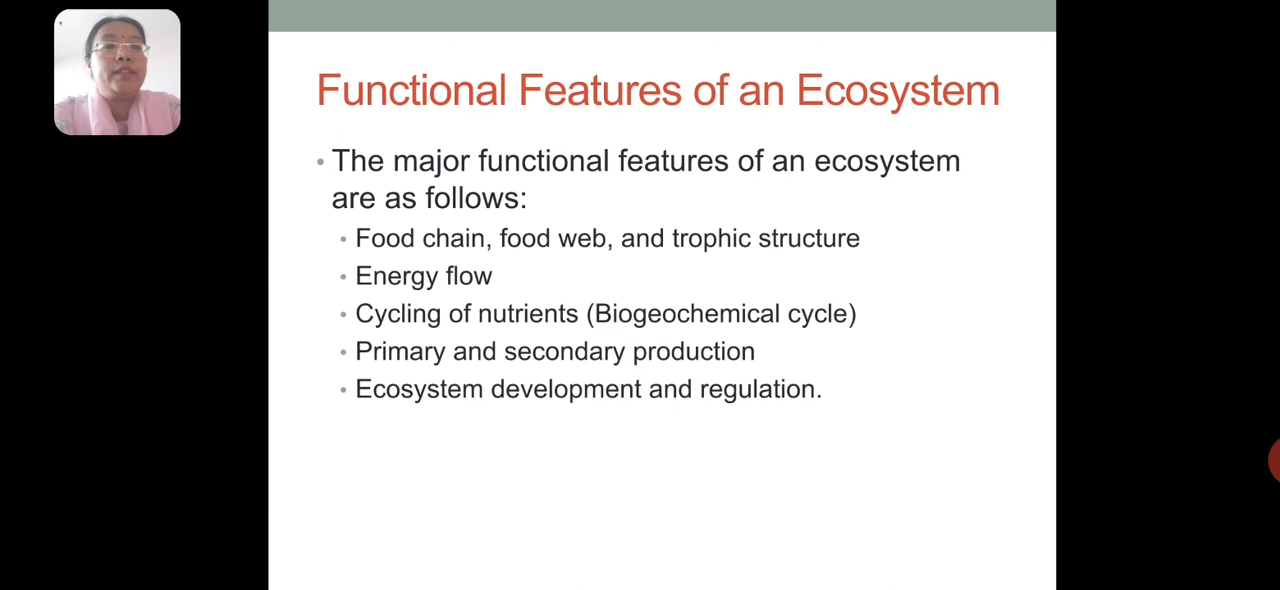 Functional Features of an Ecosystem
• The major functional features of an ecosystem
are as follows:
• Food chain, food web, and trophic structure
• Energy flow
• Cycling of nutrients (Biogeochemical cycle)
• Primary and secondary production
• Ecosystem development and regulation.